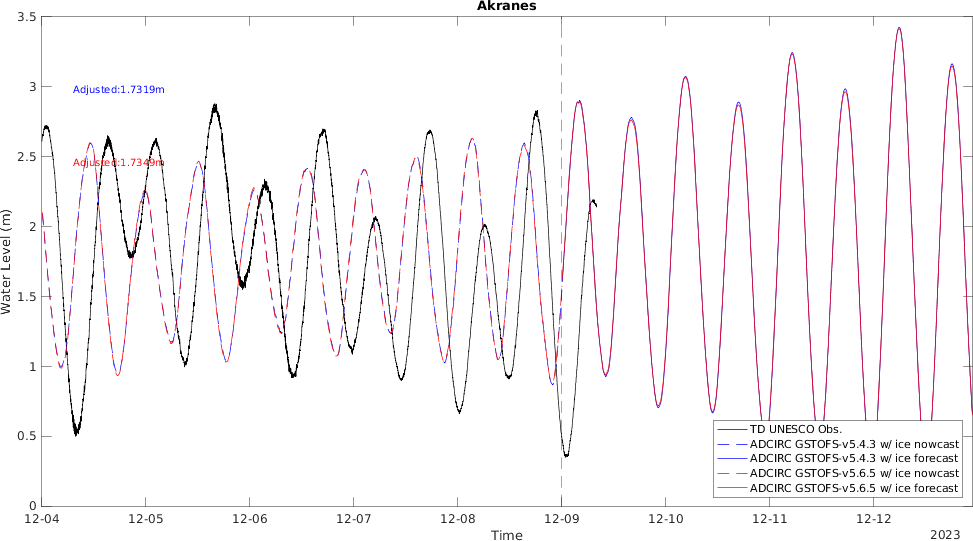 Akranes
3.5
3
2.5
2
1.5
1
0.5
0
Water Level (m)
Adjusted:1.7319m
Adjusted:1.7349m
TD UNESCO Obs.
ADCIRC GSTOFS-v5.4.3 w/ ice nowcast
ADCIRC GSTOFS-v5.4.3 w/ ice forecast
ADCIRC GSTOFS-v5.6.5 w/ ice nowcast
ADCIRC GSTOFS-v5.6.5 w/ ice forecast
12-04 12-05 12-06 12-07 12-08 12-09 12-10 12-11 12-12
Time
2023